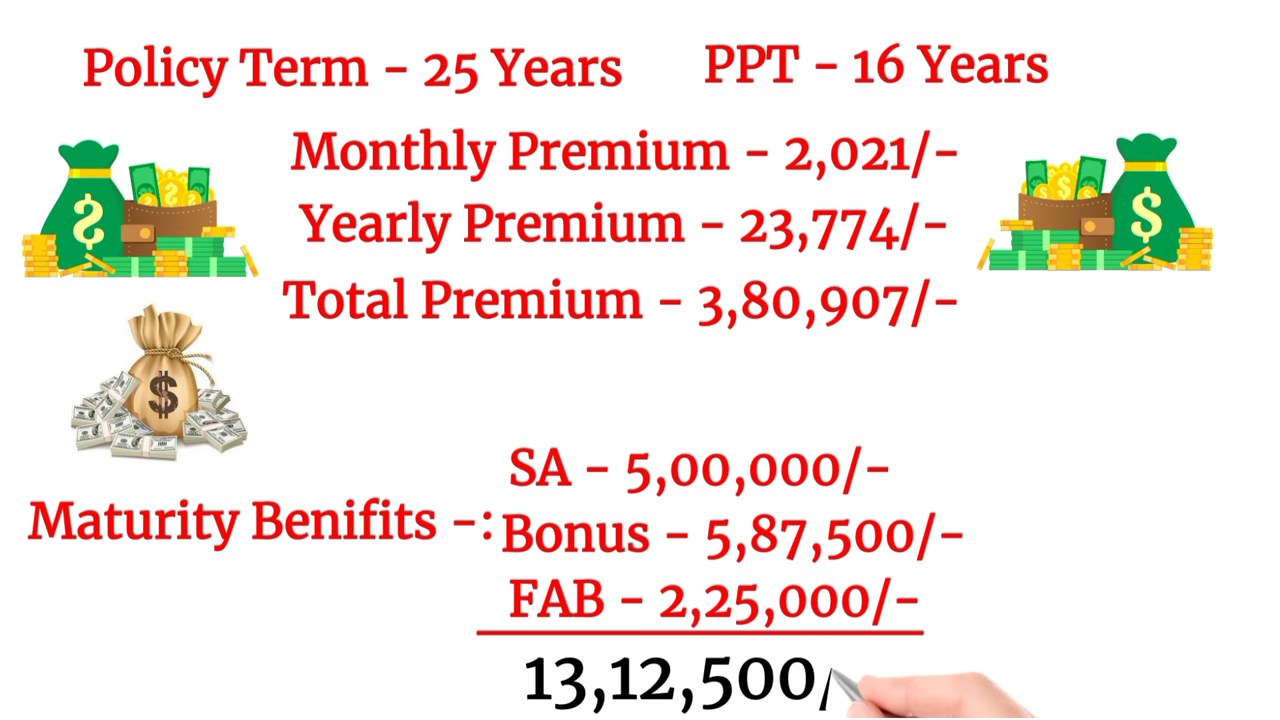 Policy Term - 25 Years PPT - 16 Years
Monthly Premium - 2,021/-
Yearly Premium - 23,774/-
Total Premium - 3,80,907/-
SA - 5,00,000/-
Maturity Benifits -:
Bonus - 5,87,500/-
FAB - 2,25,000/-
13,12,500/